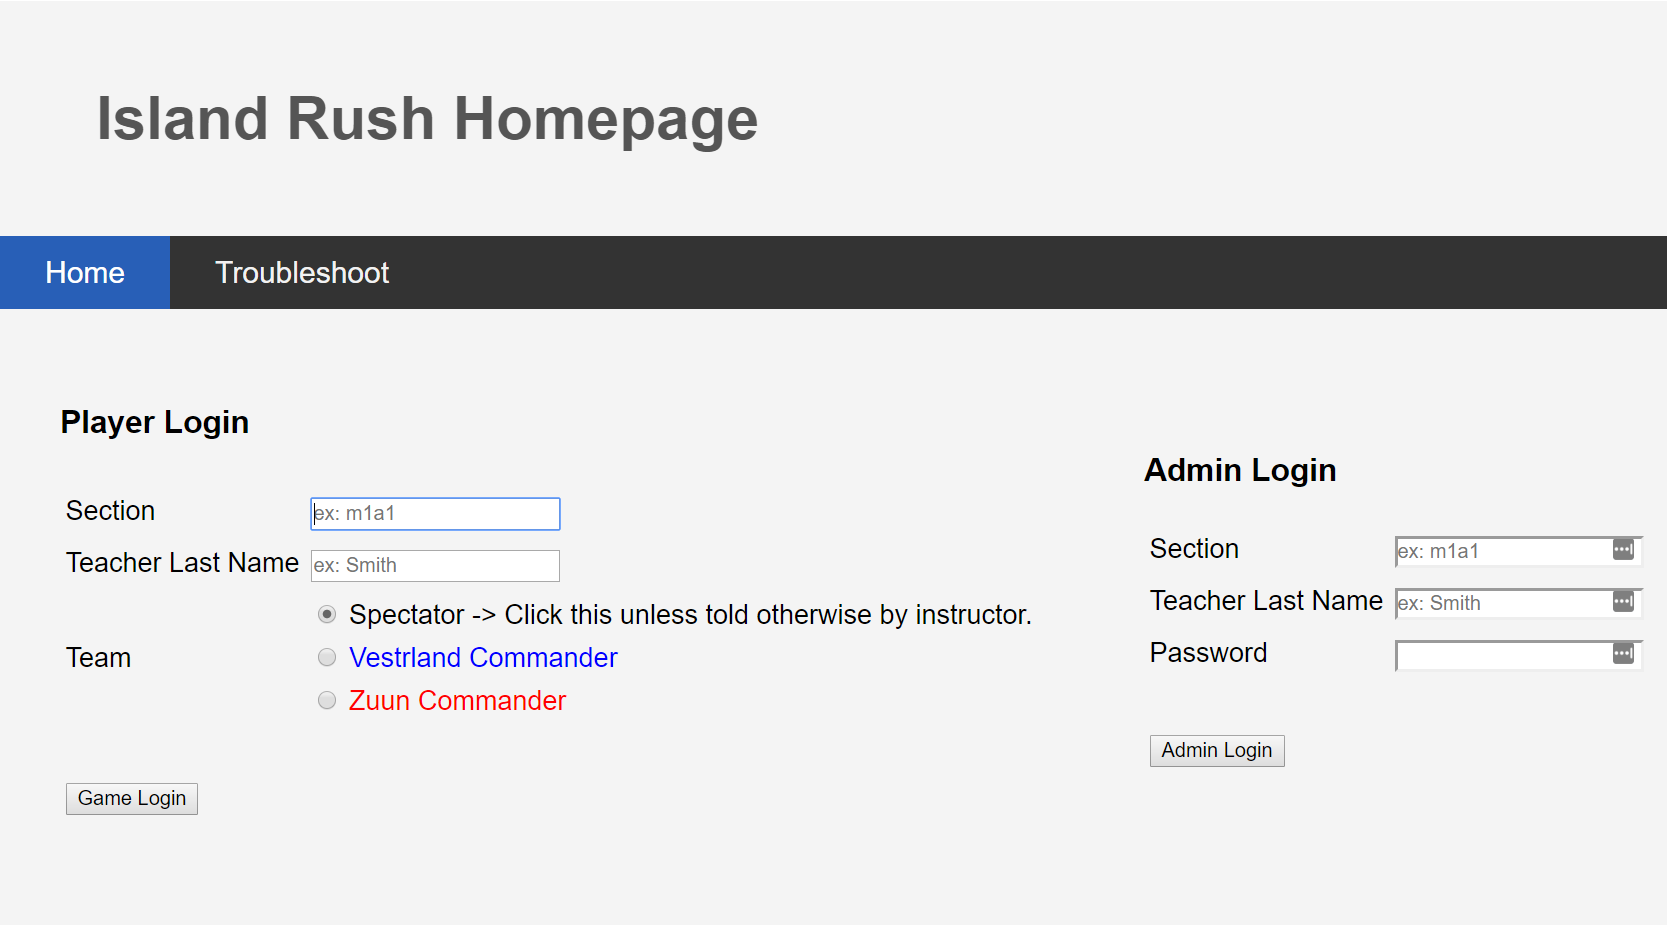 Island Rush Homepage
Home
Troubleshoot
Player Login
Section
ex: m1a1
Teacher Last Name
ex: Smith
Team
Spectator -> Click this unless told otherwise by instructor.
Vestrland Commander
Zuun Commander
Game Login
Admin Login
Section
ex: m1a1
Teacher Last Name
ex: Smith
Password
Admin Login